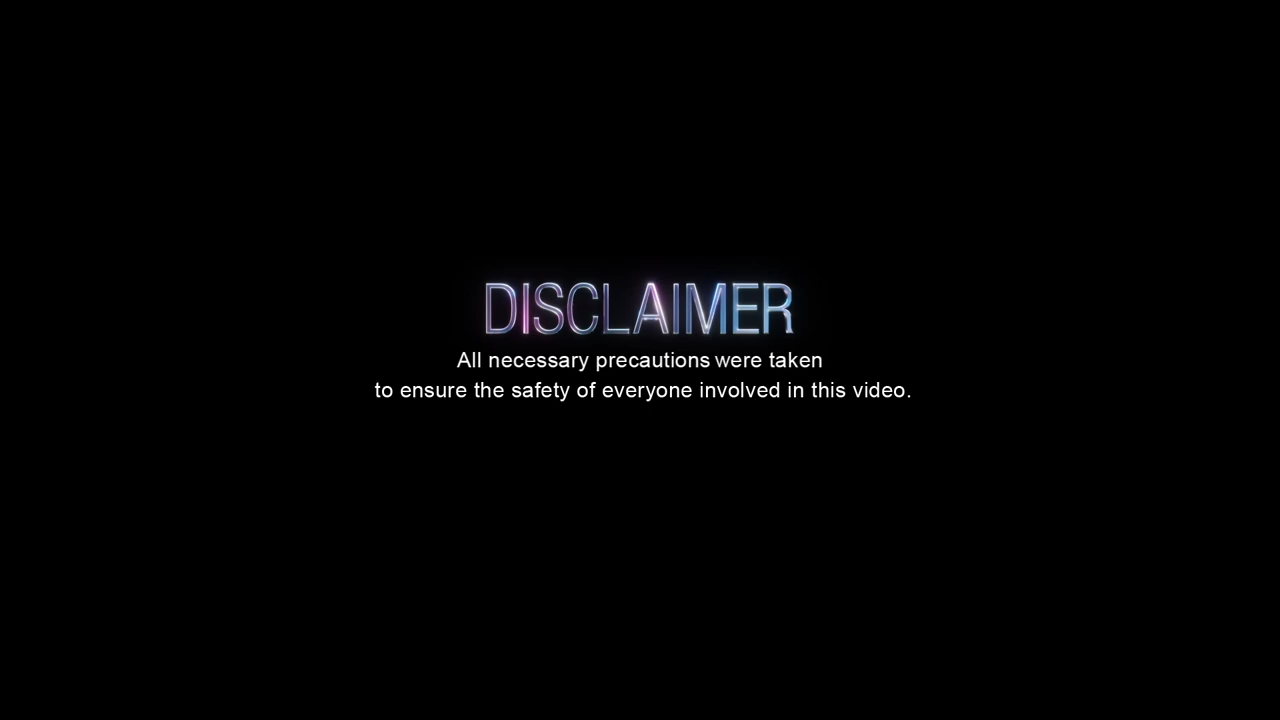 DISCLAIMER
All necessary precautions were taken
to ensure the safety of everyone involved in this video.